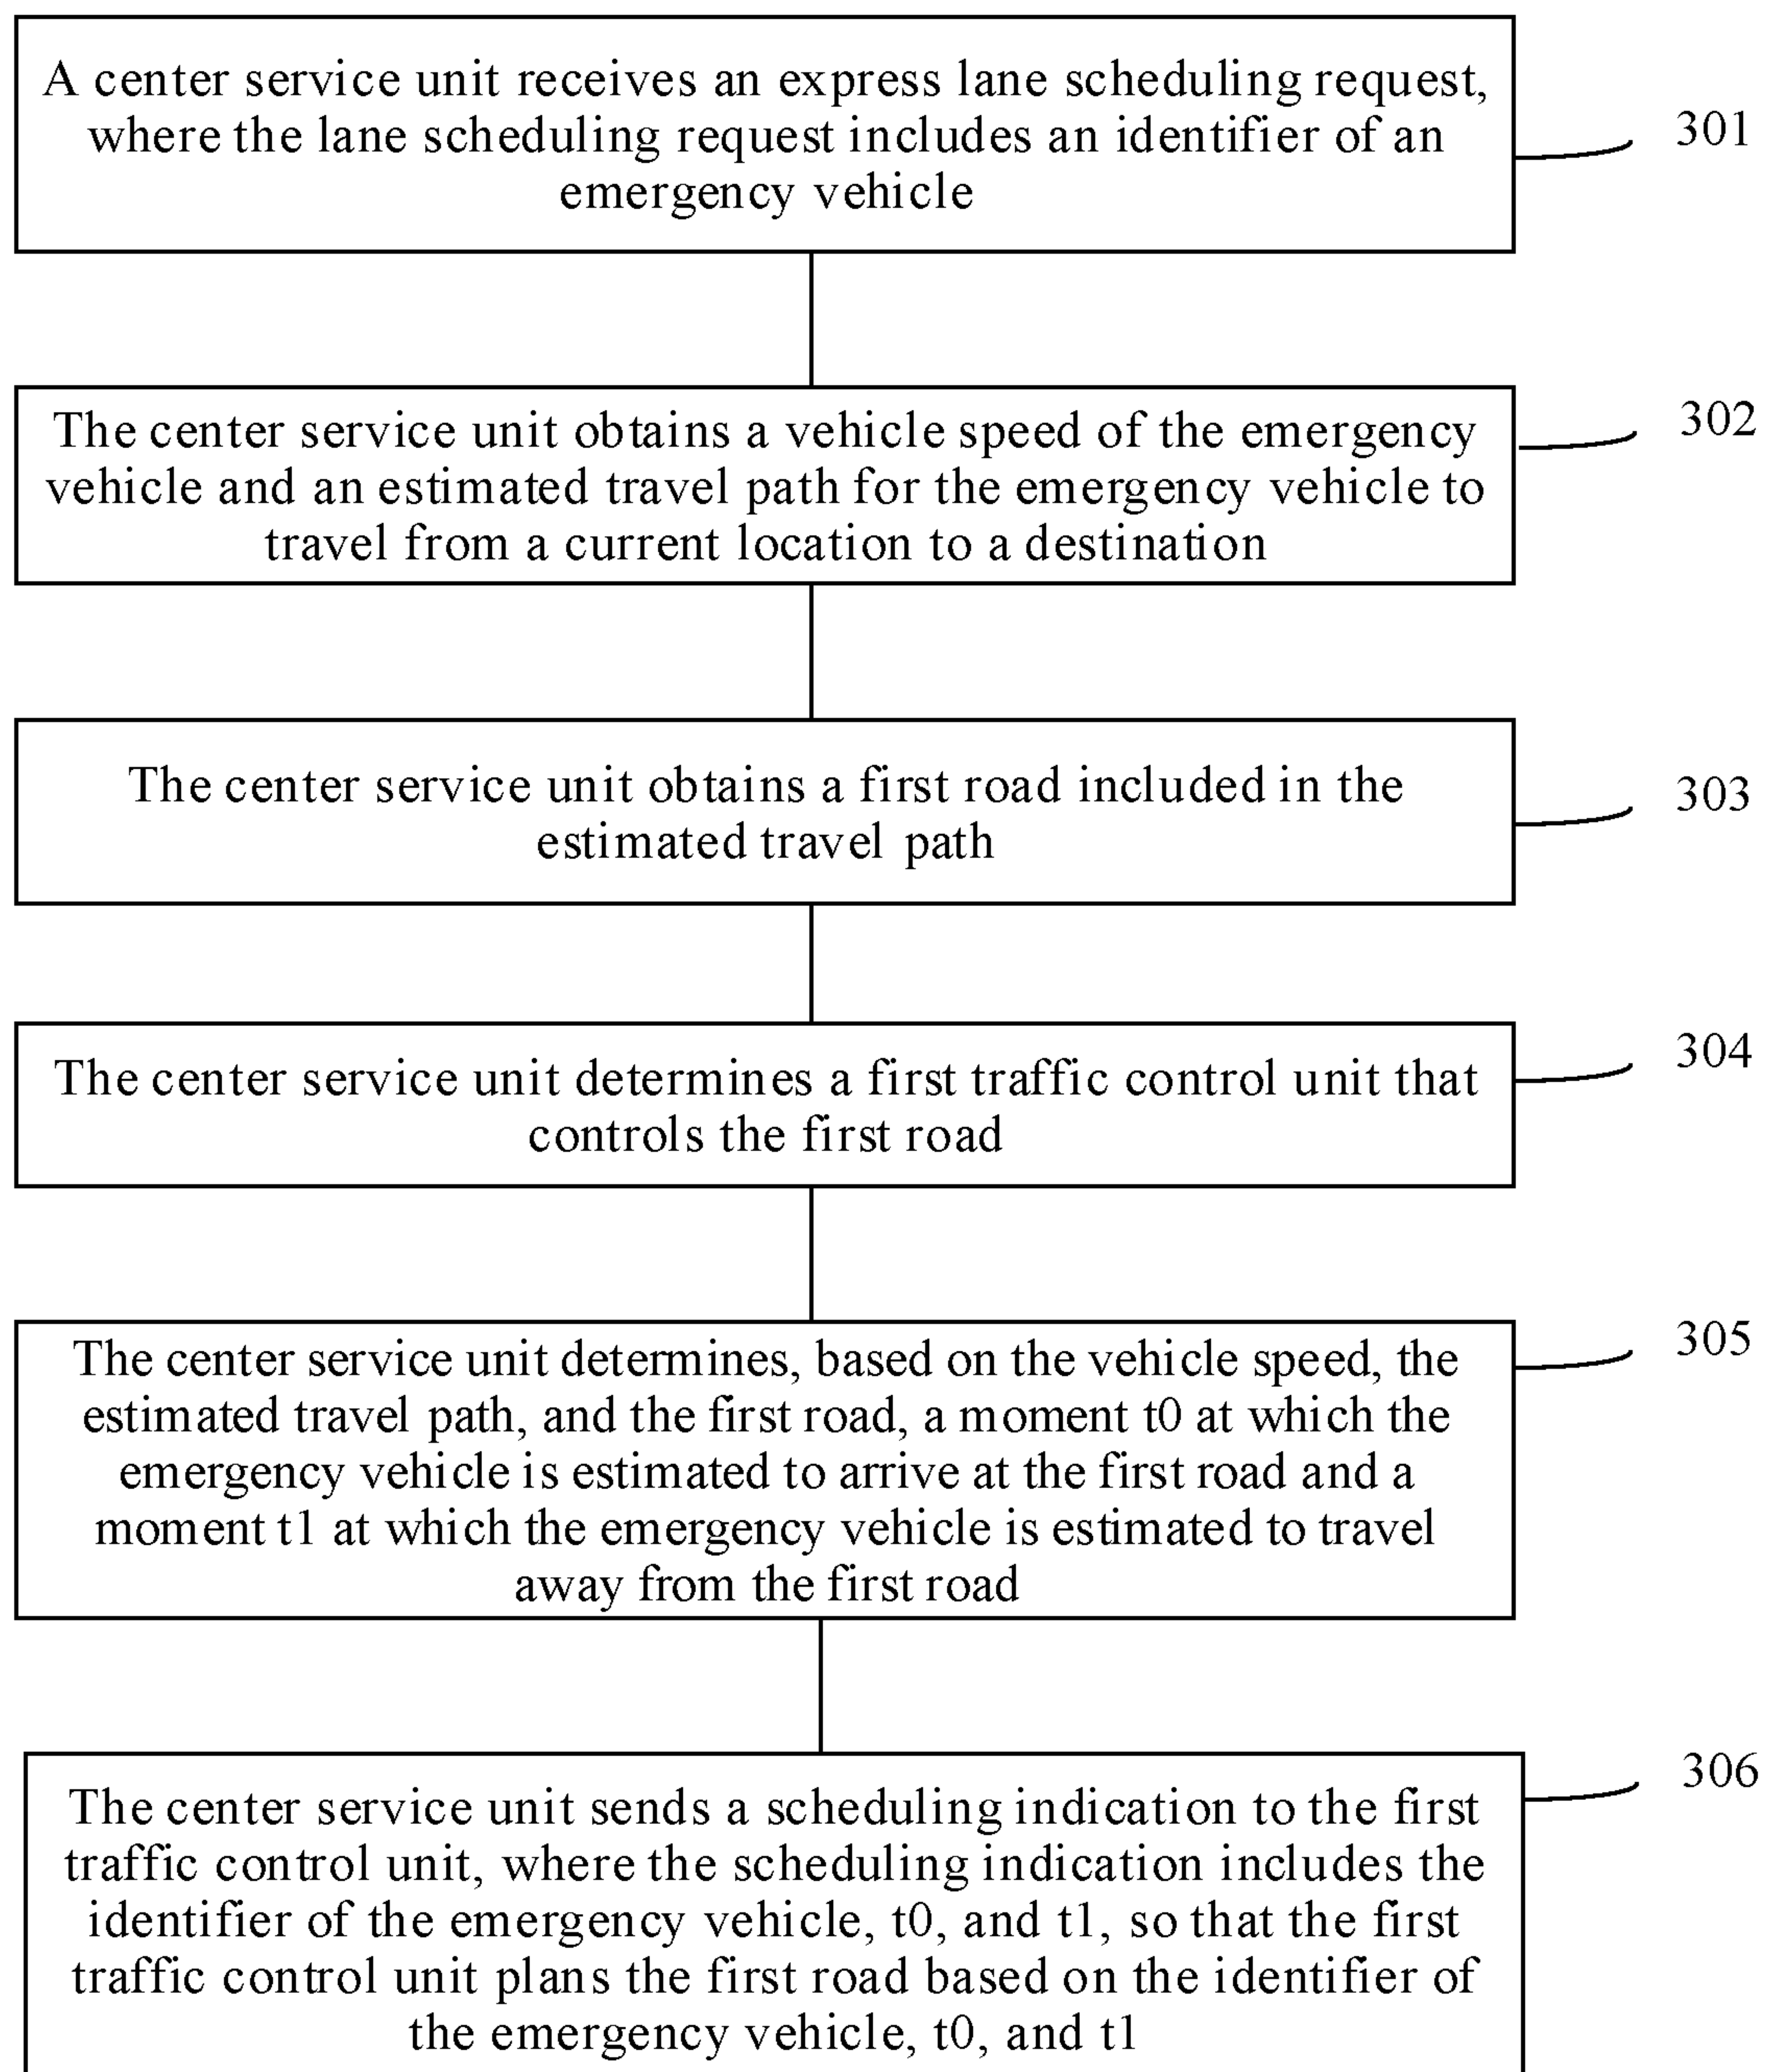 A center service unit receives an express lane scheduling request,
where the lane scheduling request includes an identifier of an
emergency vehicle
301
The center service unit obtains a vehicle speed of the emergency
vehicle and an estimated travel path for the emergency vehicle to
travel from a current location to a destination
302
The center service unit obtains a first road included in the
estimated travel path
303
The center service unit determines a first traffic control unit that
controls the first road
304
The center service unit determines, based on the vehicle speed, the
estimated travel path, and the first road, a moment t0 at which the
emergency vehicle is estimated to arrive at the first road and a
moment t1 at which the emergency vehicle is estimated to travel
away from the first road
305
The center service unit sends a scheduling indication to the first
traffic control unit, where the scheduling indication includes the
identifier of the emergency vehicle, t0, and t1, so that the first
traffic control unit plans the first road based on the identifier of
the emergency vehicle, t0, and t1
306